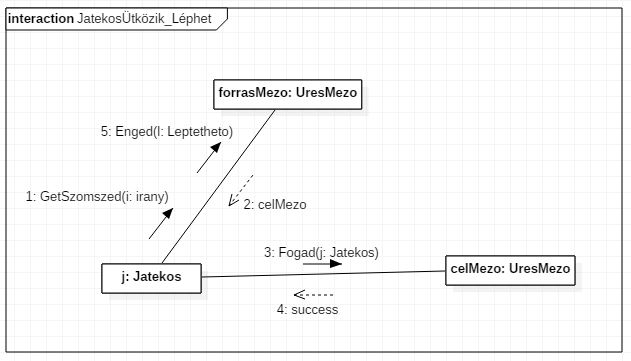 interaction JatekosÜtközik_Léphet
forrasMezo: UresMezo
5: Enged(l: Leptetheto)
1: GetSzomszed(i: irany)
2: celMezo
3: Fogad(j: Jatekos)
j: Jatekos
celMezo: UresMezo
4: success